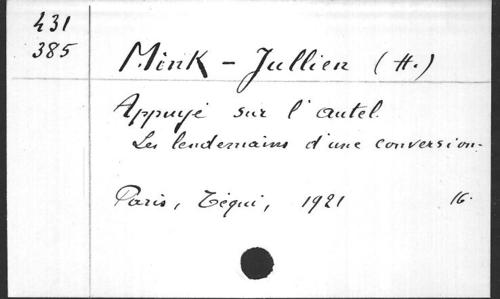 431
385
Mink - Jullien (H.)
Appuyé sur l'autel.
Les lendemains d'une conversion.
Paris, Téqui, 1921 16.